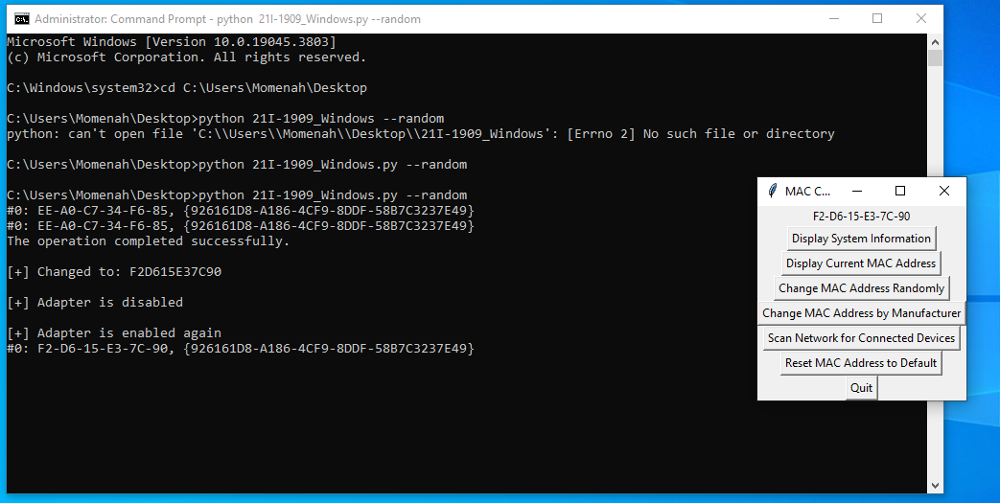 Administrator: Command Prompt - python  21I-1909_Windows.py --random
Microsoft Windows [Version 10.0.19045.3803]
(c) Microsoft Corporation. All rights reserved.
C:\Windows\system32>cd C:\Users\Momenah\Desktop
C:\Users\Momenah\Desktop>python 21I-1909_Windows --random
python: can't open file 'C:\\Users\\Momenah\\Desktop\\21I-1909_Windows': [Errno 2] No such file or directory
C:\Users\Momenah\Desktop>python 21I-1909_Windows.py --random
C:\Users\Momenah\Desktop>python 21I-1909_Windows.py --random
#0: EE-A0-C7-34-F6-85, {926161D8-A186-4CF9-8DDF-58B7C3237E49}
#0: EE-A0-C7-34-F6-85, {926161D8-A186-4CF9-8DDF-58B7C3237E49}
The operation completed successfully.
[+] Changed to: F2D615E37C90
[+] Adapter is disabled
[+] Adapter is enabled again
#0: F2-D6-15-E3-7C-90, {926161D8-A186-4CF9-8DDF-58B7C3237E49}
MAC C...
F2-D6-15-E3-7C-90
Display System Information
Display Current MAC Address
Change MAC Address Randomly
Change MAC Address by Manufacturer
Scan Network for Connected Devices
Reset MAC Address to Default
Quit